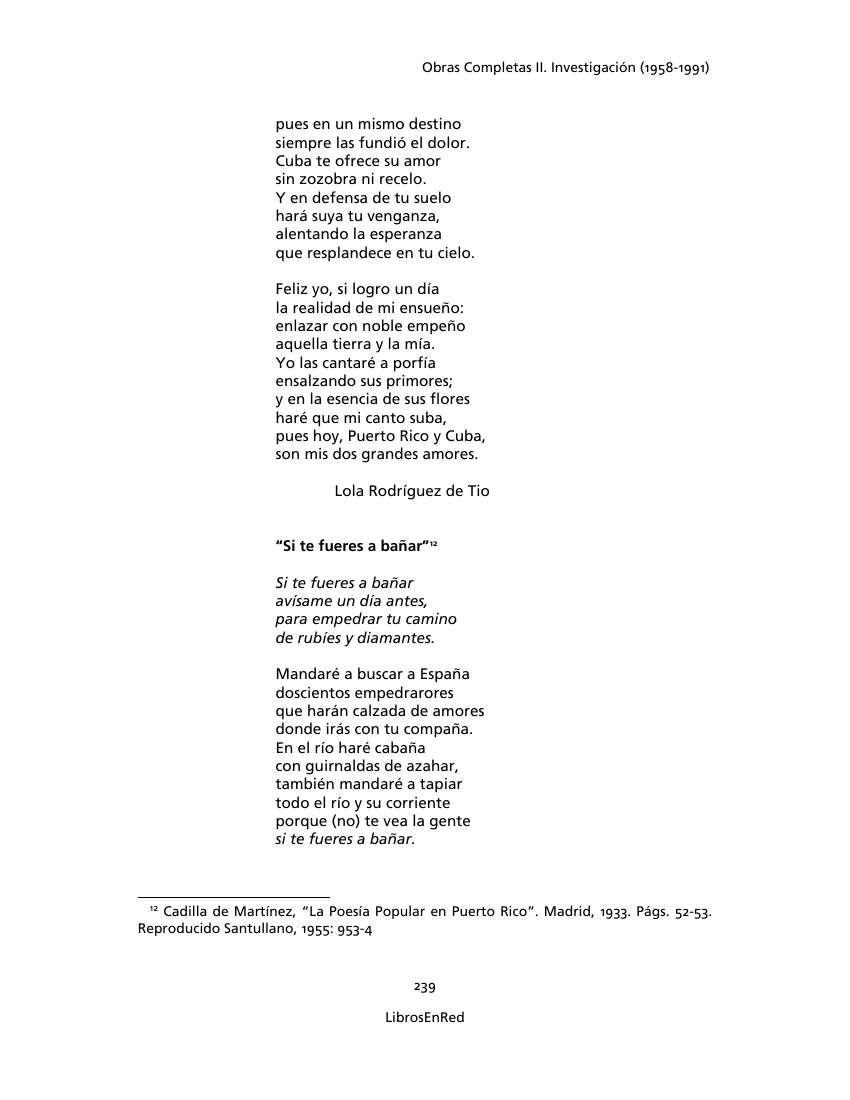 Obras Completas II. Investigación (1958-1991)
pues en un mismo destino
siempre las fundió el dolor.
Cuba te ofrece su amor
sin zozobra ni recelo.
Y en defensa de tu suelo
hará suya tu venganza,
alentando la esperanza
que resplandece en tu cielo.
Feliz yo, si logro un día
la realidad de mi ensueño:
enlazar con noble empeño
aquella tierra y la mía.
Yo las cantaré a porfía
ensalzando sus primores;
y en la esencia de sus flores
haré que mi canto suba,
pues hoy, Puerto Rico y Cuba,
son mis dos grandes amores.
Lola Rodríguez de Tio
“Si te fueres a bañar”¹²
Si te fueres a bañar
avísame un día antes,
para empedrar tu camino
de rubíes y diamantes.
Mandaré a buscar a España
doscientos empedrarores
que harán calzada de amores
donde irás con tu compaña.
En el río haré cabaña
con guirnaldas de azahar,
también mandaré a tapiar
todo el río y su corriente
porque (no) te vea la gente
si te fueres a bañar.
¹² Cadilla de Martínez, “La Poesía Popular en Puerto Rico”. Madrid, 1933. Págs. 52-53.
Reproducido Santullano, 1955: 953-4
239
LibrosEnRed